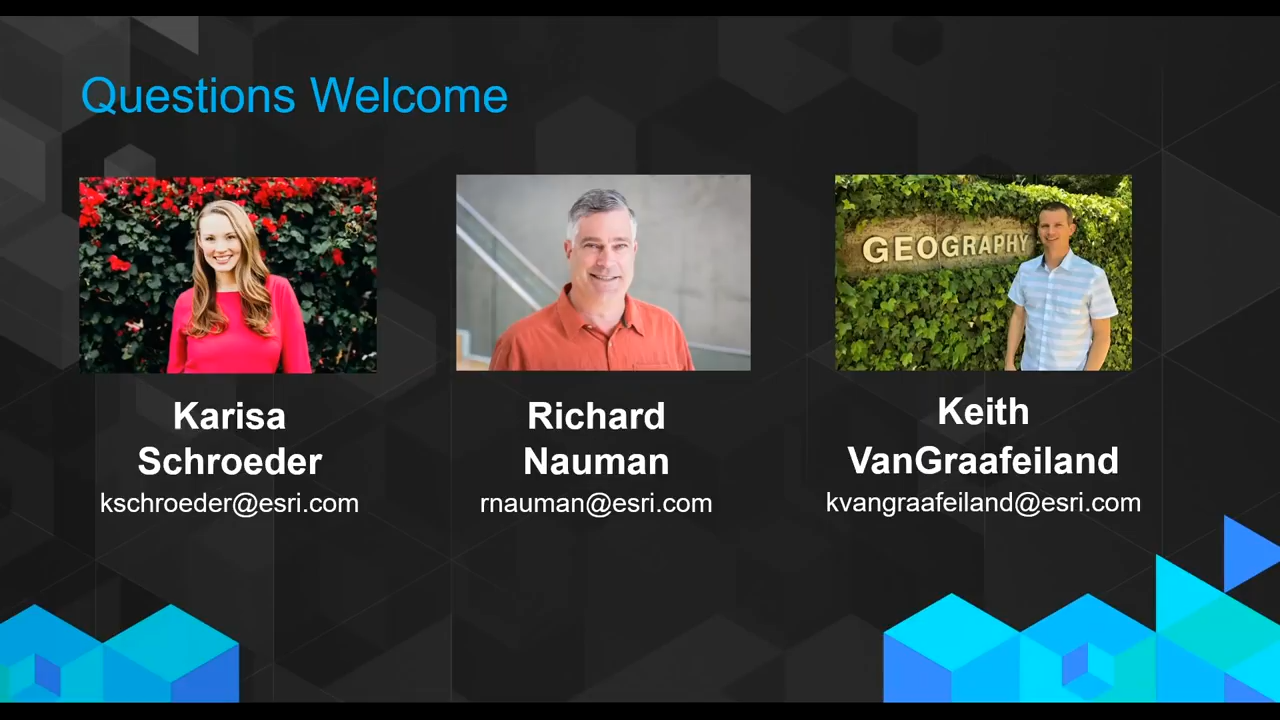 Questions Welcome
GEOGRAPHY
Karisa
Schroeder
kschroeder@esri.com
Richard
Nauman
rnauman@esri.com
Keith
VanGraafeiland
kvangraafeiland@esri.com